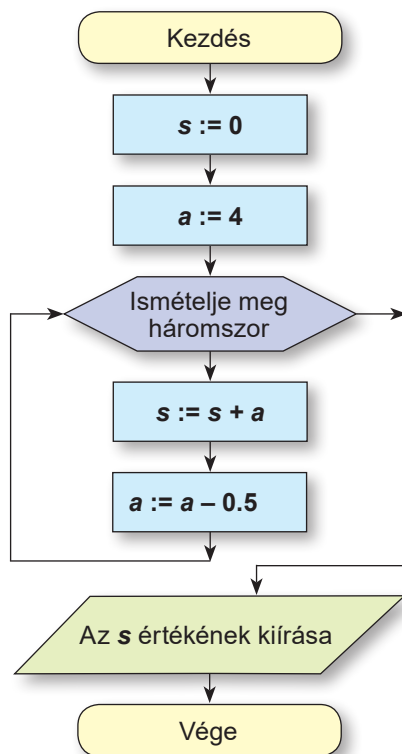 Kezdés
s := 0
a := 4
Ismételje meg
háromszor
s := s + a
a := a – 0.5
Az s értékének kiírása
Vége